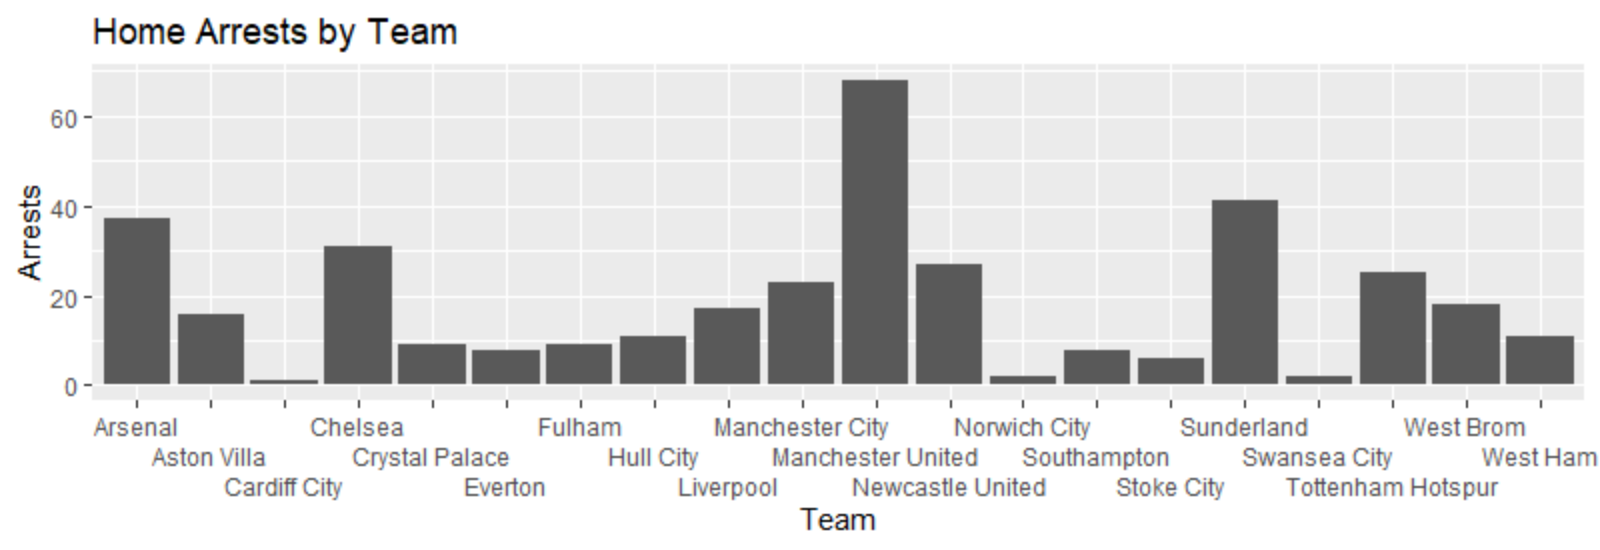 Home Arrests by Team
60
40
20
0
Arrests
Arsenal Chelsea Fulham Manchester City Norwich City Sunderland West Brom
Aston Villa Crystal Palace Hull City Manchester United Southampton Swansea City West Ham
Cardiff City Everton Liverpool Newcastle United Stoke City Tottenham Hotspur
Team